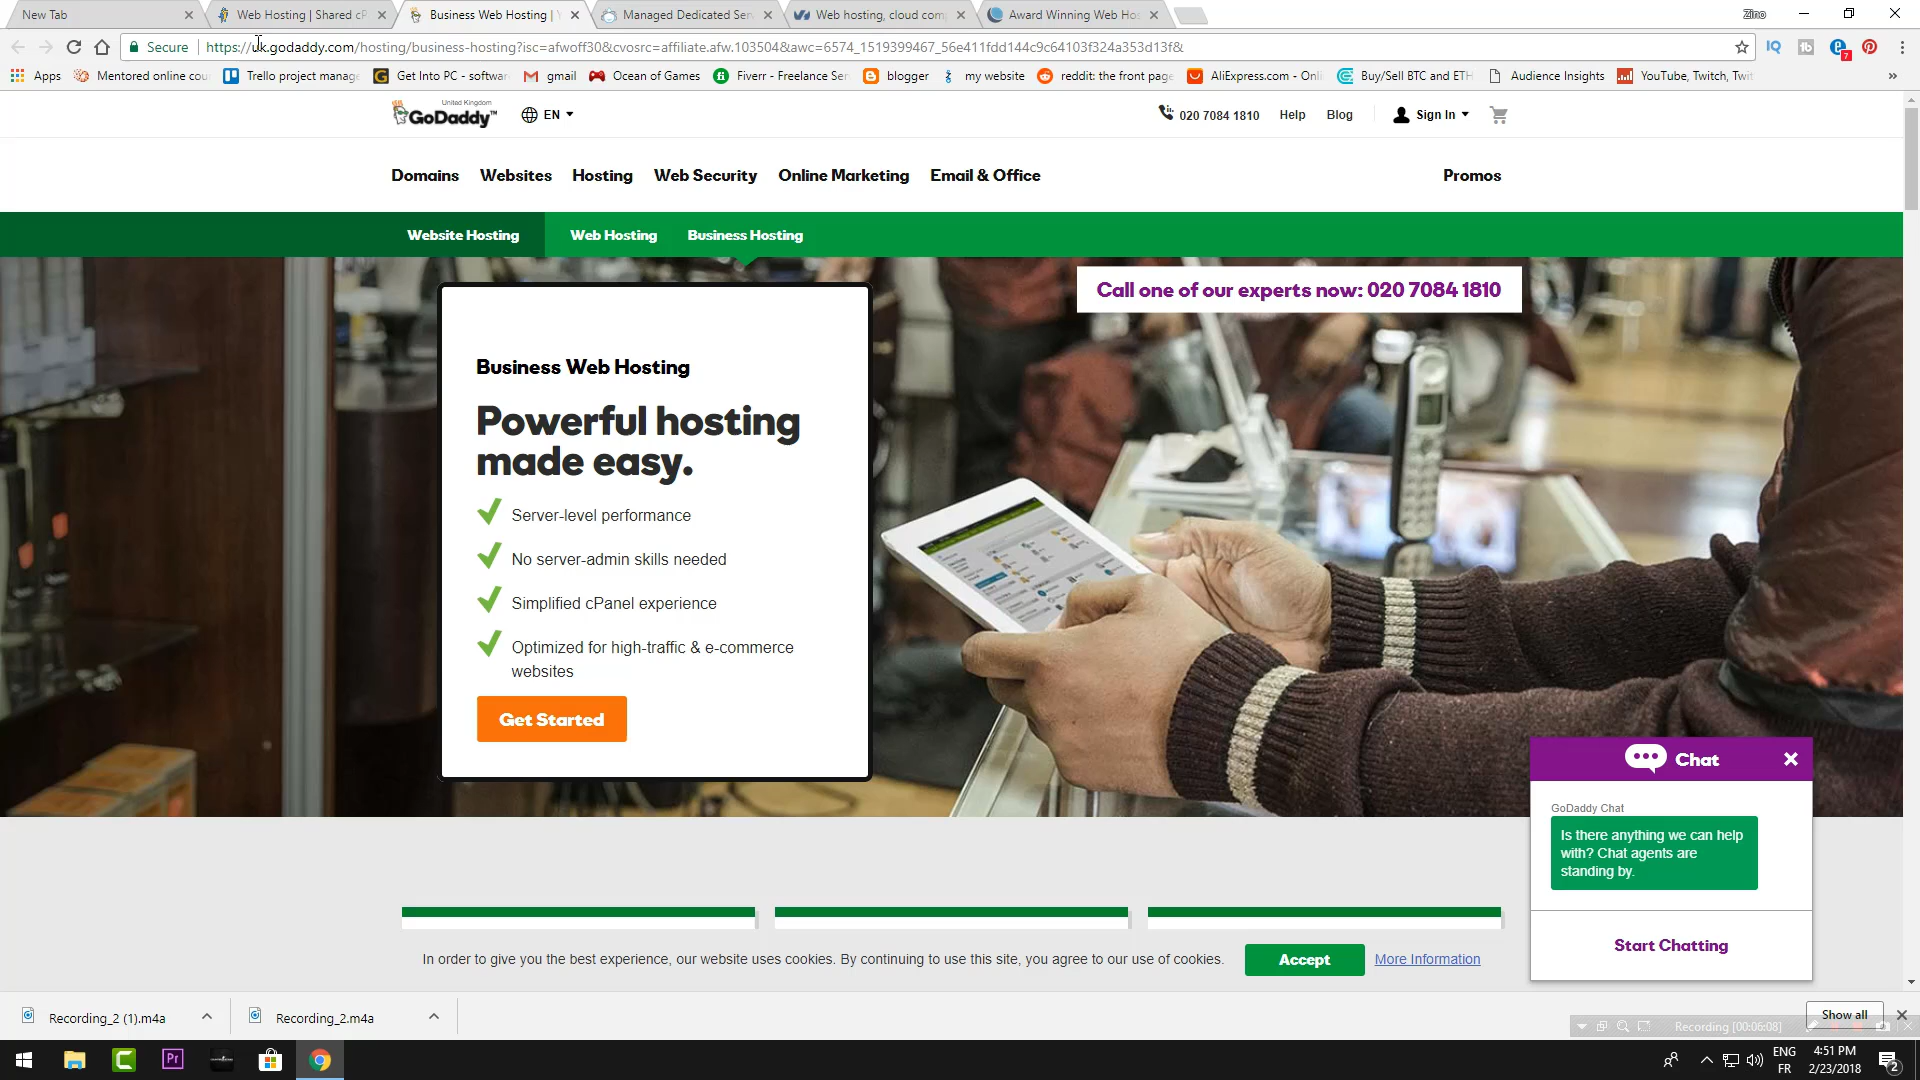 New Tab
Web Hosting | Shared cP
Business Web Hosting |
Managed Dedicated Ser
Web hosting, cloud com
Award Winning Web Hos
Zino
Secure
https://uk.godaddy.com/hosting/business-hosting?isc=afwoff30&cvosrc=affiliate.afw.103504&awc=6574_1519399467_56e411fdd144c9c64103f324a353d13f&
Apps
Mentored online cou
Trello project manag
Get Into PC - softwar
gmail
Ocean of Games
Fiverr - Freelance Ser
blogger
my website
reddit: the front page
AliExpress.com - Onli
Buy/Sell BTC and ETH
Audience Insights
YouTube, Twitch, Twit
United Kingdom
GoDaddy™
EN
020 7084 1810
Help
Blog
Sign In
Domains
Websites
Hosting
Web Security
Online Marketing
Email & Office
Promos
Website Hosting
Web Hosting
Business Hosting
Call one of our experts now: 020 7084 1810
Business Web Hosting
Powerful hosting
made easy.
Server-level performance
No server-admin skills needed
Simplified cPanel experience
Optimized for high-traffic & e-commerce
websites
Get Started
Chat
GoDaddy Chat
Is there anything we can help
with? Chat agents are
standing by.
Start Chatting
In order to give you the best experience, our website uses cookies. By continuing to use this site, you agree to our use of cookies.
Accept
More Information
Recording_2 (1).m4a
Recording_2.m4a
Show all
Recording [00:06:08]
Pr
ENG
FR
4:51 PM
2/23/2018
2